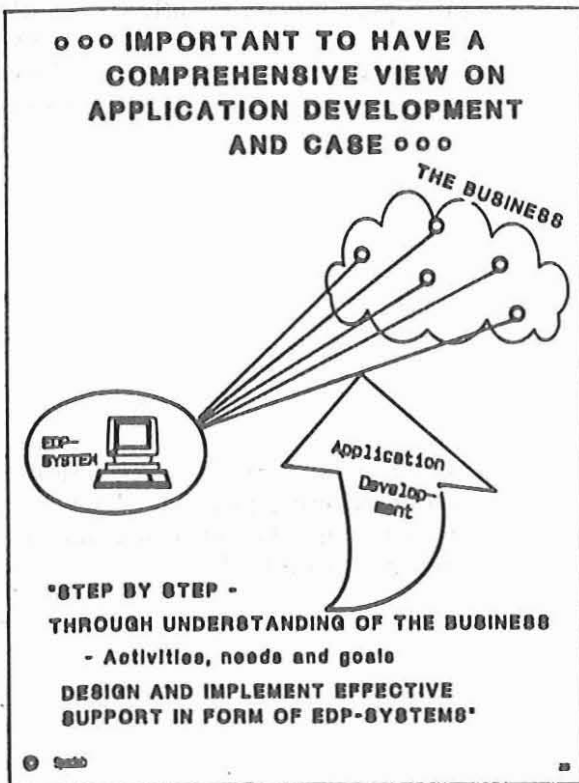 o o o IMPORTANT TO HAVE A
COMPREHENSIVE VIEW ON
APPLICATION DEVELOPMENT
AND CASE o o o
THE BUSINESS
EDP-
SYSTEM
Application
Develop-
ment
"STEP BY STEP -
THROUGH UNDERSTANDING OF THE BUSINESS
- Activities, needs and goals
DESIGN AND IMPLEMENT EFFECTIVE
SUPPORT IN FORM OF EDP-SYSTEMS"
©